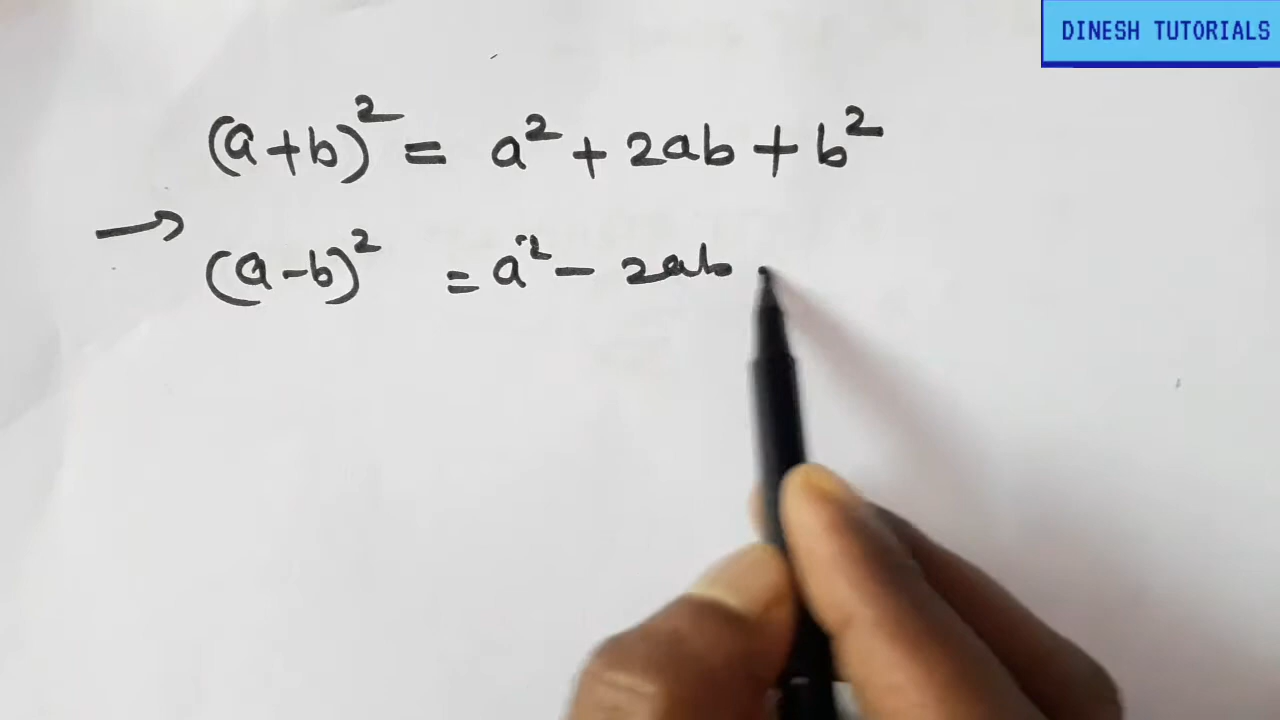 DINESH TUTORIALS
(a+b)² = a² + 2ab + b²
→
(a-b)² = a² - 2ab